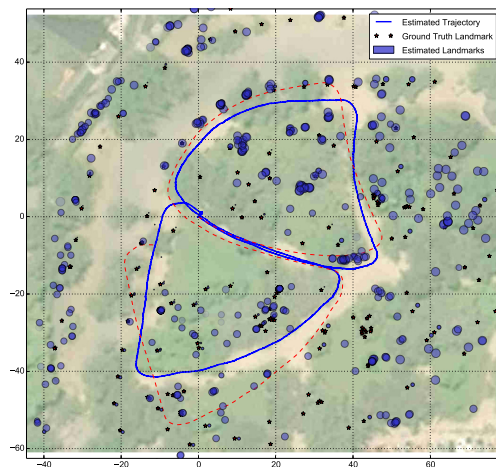 Estimated Trajectory
Ground Truth Landmark
Estimated Landmarks
40
20
0
−20
−40
−60
−40 −20 0 20 40 60